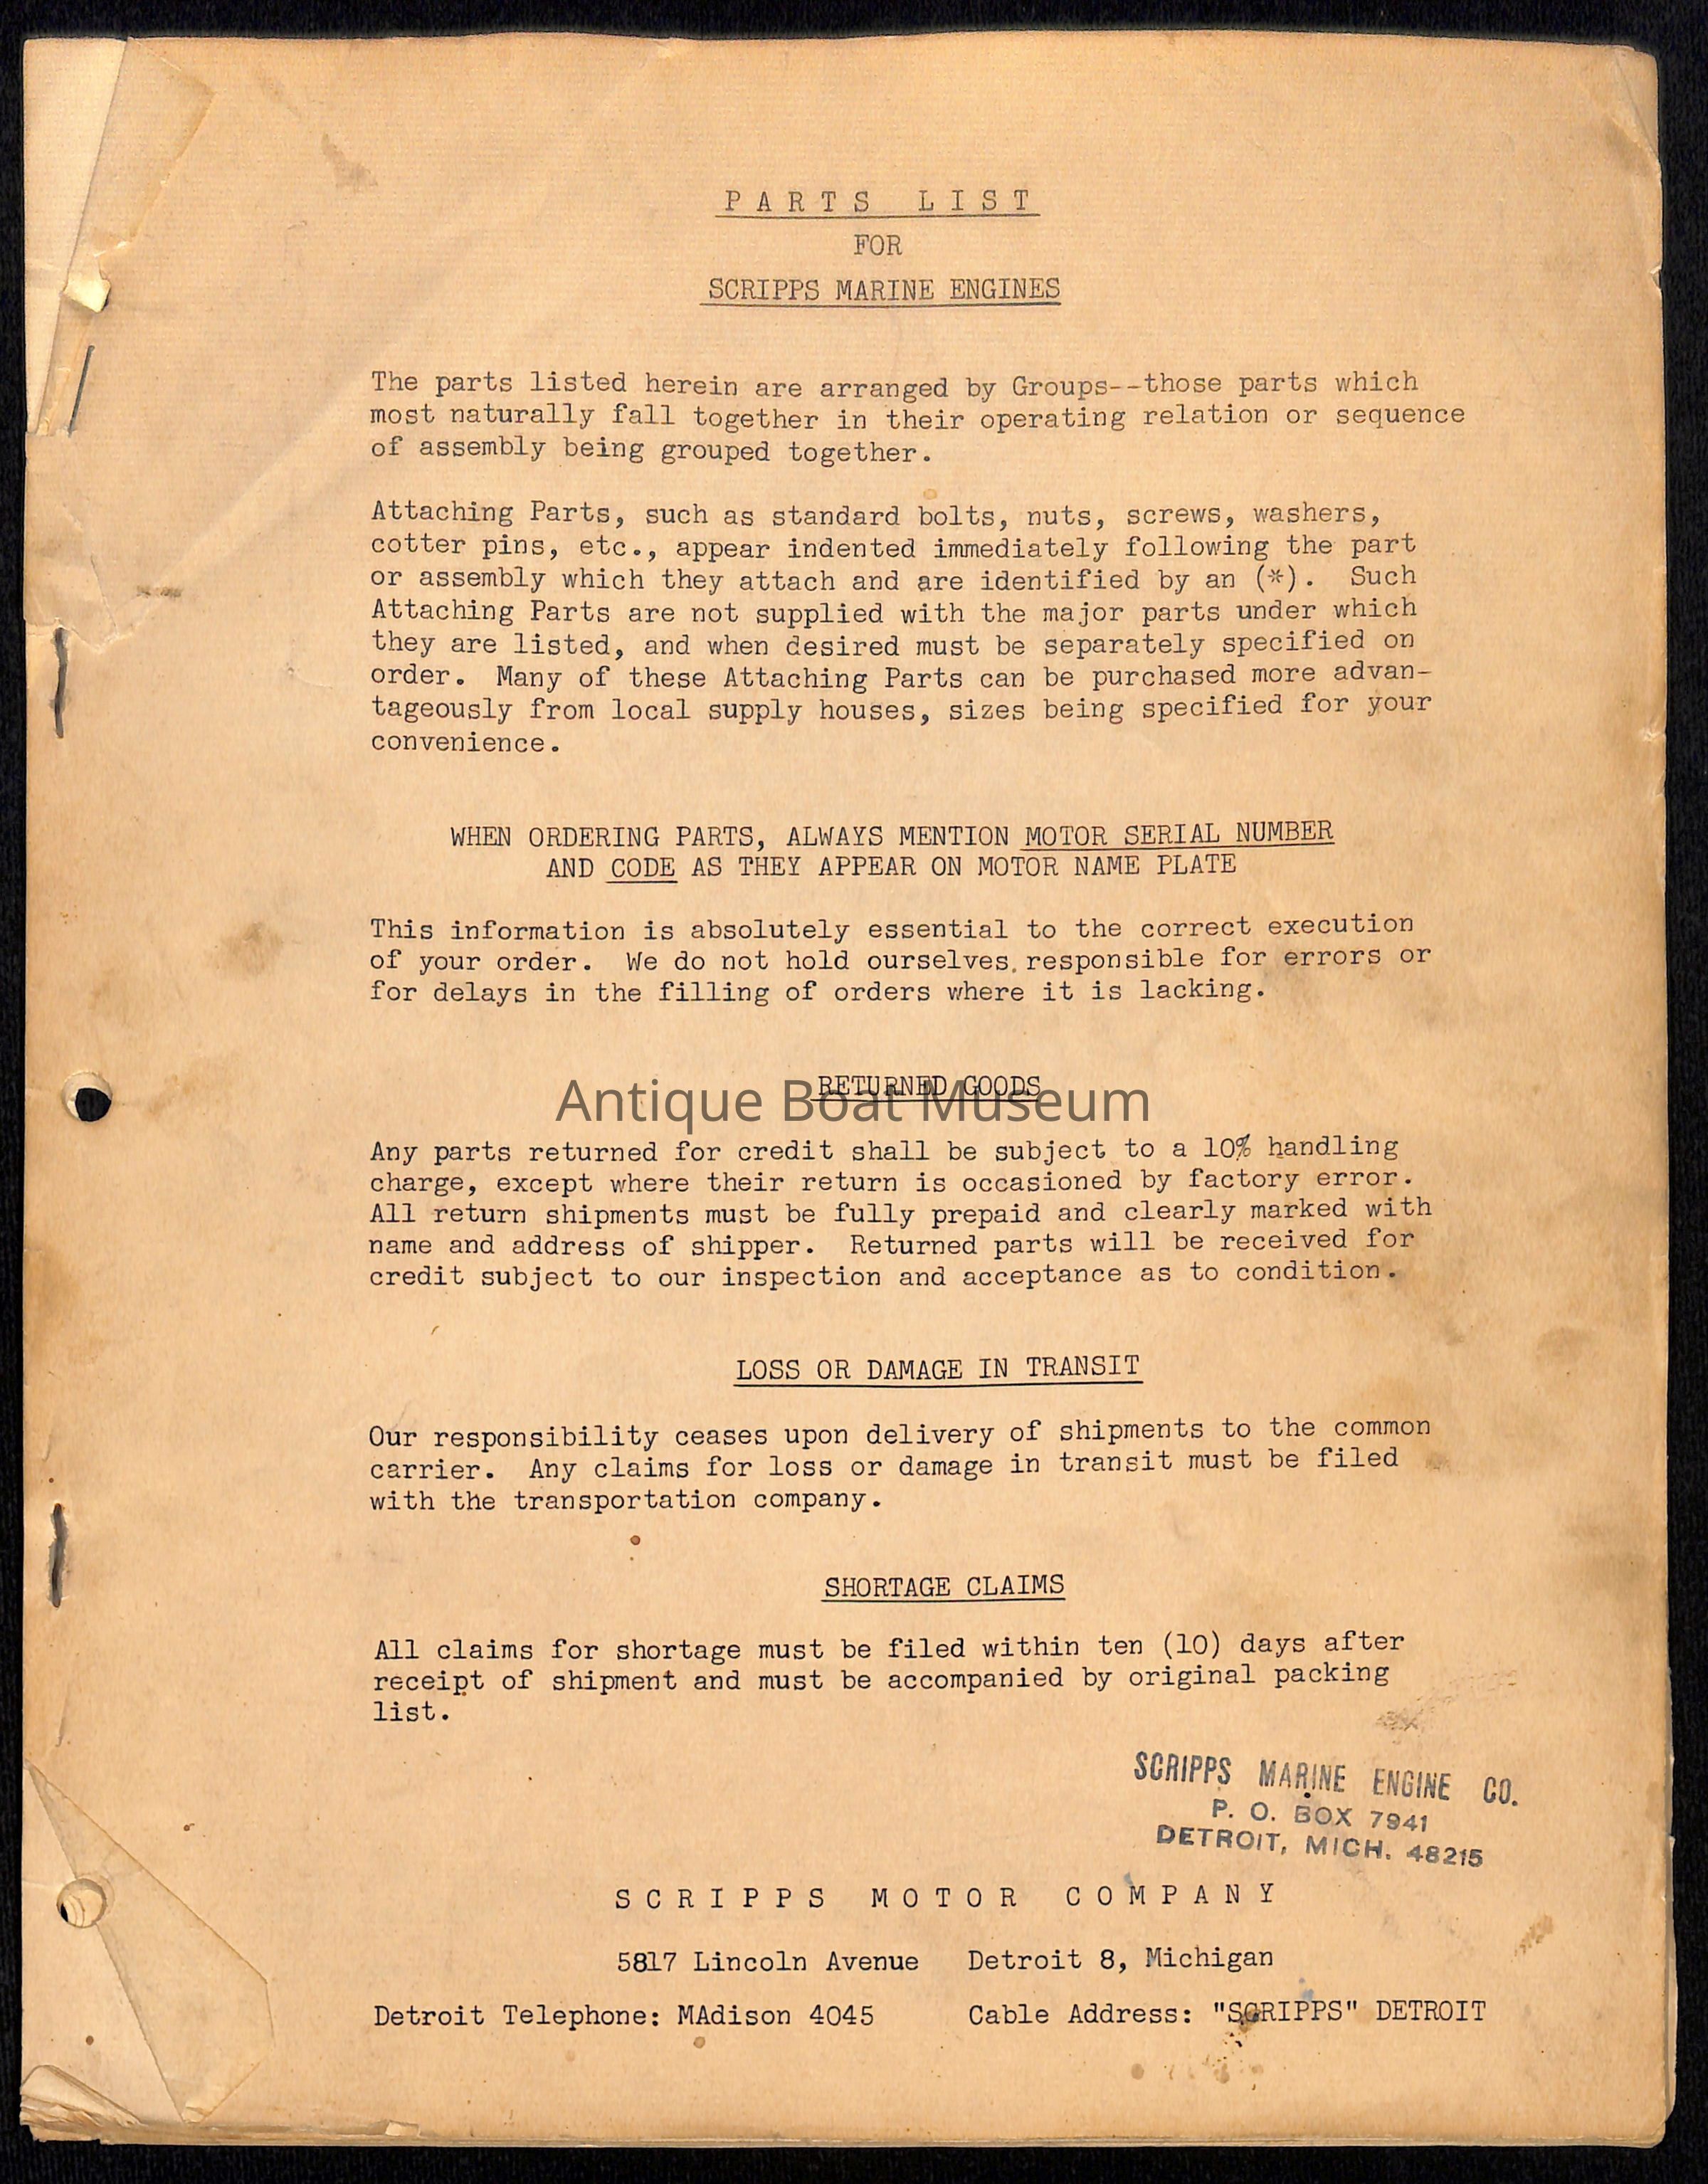 PARTS LIST
FOR
SCRIPPS MARINE ENGINES
The parts listed herein are arranged by Groups--those parts which
most naturally fall together in their operating relation or sequence
of assembly being grouped together.
Attaching Parts, such as standard bolts, nuts, screws, washers,
cotter pins, etc., appear indented immediately following the part
or assembly which they attach and are identified by an (*).  Such
Attaching Parts are not supplied with the major parts under which
they are listed, and when desired must be separately specified on
order.  Many of these Attaching Parts can be purchased more advan-
tageously from local supply houses, sizes being specified for your
convenience.
WHEN ORDERING PARTS, ALWAYS MENTION MOTOR SERIAL NUMBER
AND CODE AS THEY APPEAR ON MOTOR NAME PLATE
This information is absolutely essential to the correct execution
of your order.  We do not hold ourselves responsible for errors or
for delays in the filling of orders where it is lacking.
RETURNED GOODS
Antique Boat Museum
Any parts returned for credit shall be subject to a 10% handling
charge, except where their return is occasioned by factory error.
All return shipments must be fully prepaid and clearly marked with
name and address of shipper.  Returned parts will be received for
credit subject to our inspection and acceptance as to condition.
LOSS OR DAMAGE IN TRANSIT
Our responsibility ceases upon delivery of shipments to the common
carrier.  Any claims for loss or damage in transit must be filed
with the transportation company.
SHORTAGE CLAIMS
All claims for shortage must be filed within ten (10) days after
receipt of shipment and must be accompanied by original packing
list.
SCRIPPS MARINE ENGINE CO.
P. O. BOX 7941
DETROIT, MICH. 48215
SCRIPPS MOTOR COMPANY
5817 Lincoln Avenue   Detroit 8, Michigan
Detroit Telephone: MAdison 4045   Cable Address: "SCRIPPS" DETROIT